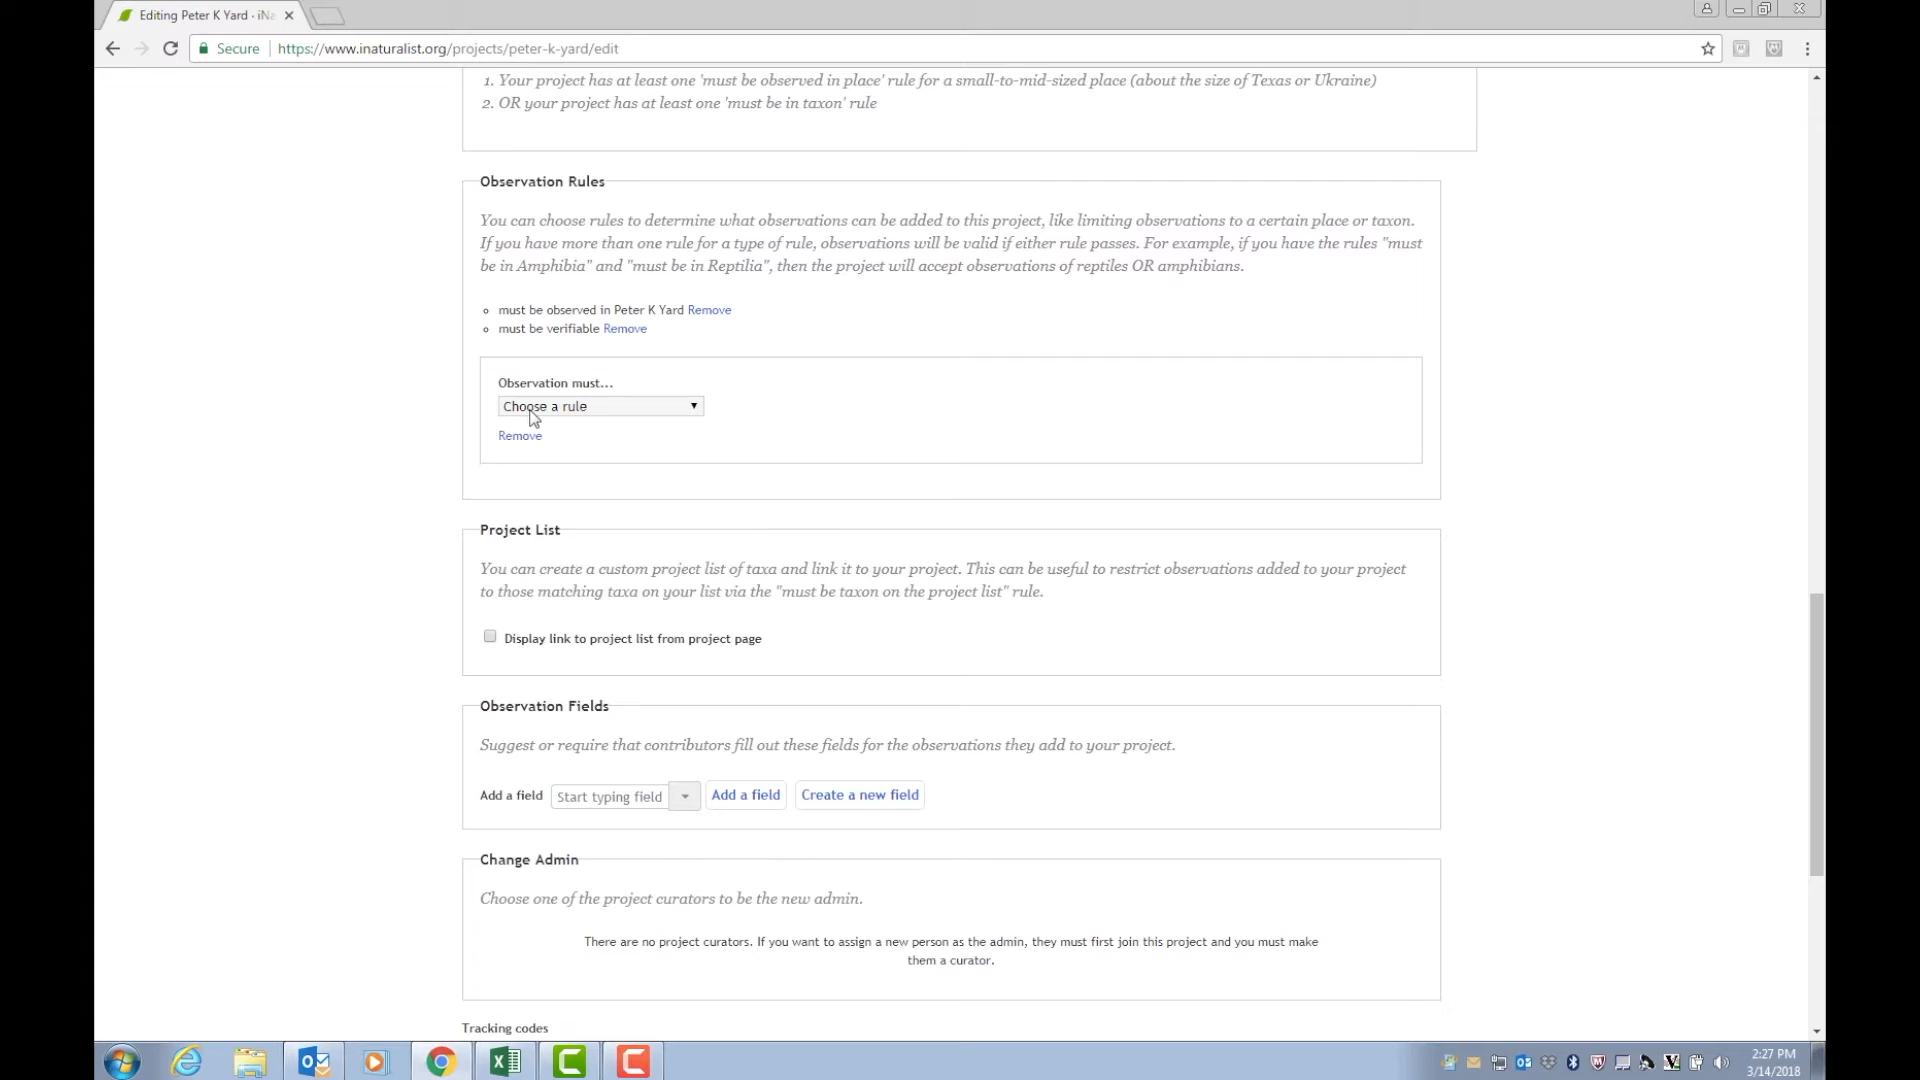 Editing Peter K Yard · iNa
Secure
https://www.inaturalist.org/projects/peter-k-yard/edit
1. Your project has at least one 'must be observed in place' rule for a small-to-mid-sized place (about the size of Texas or Ukraine)
2. OR your project has at least one 'must be in taxon' rule
Observation Rules
You can choose rules to determine what observations can be added to this project, like limiting observations to a certain place or taxon.
If you have more than one rule for a type of rule, observations will be valid if either rule passes. For example, if you have the rules "must
be in Amphibia" and "must be in Reptilia", then the project will accept observations of reptiles OR amphibians.
must be observed in Peter K Yard Remove
must be verifiable Remove
Observation must...
Choose a rule
Remove
Project List
You can create a custom project list of taxa and link it to your project. This can be useful to restrict observations added to your project
to those matching taxa on your list via the "must be taxon on the project list" rule.
Display link to project list from project page
Observation Fields
Suggest or require that contributors fill out these fields for the observations they add to your project.
Add a field Start typing field Add a field Create a new field
Change Admin
Choose one of the project curators to be the new admin.
There are no project curators. If you want to assign a new person as the admin, they must first join this project and you must make
them a curator.
Tracking codes
2:27 PM
3/14/2018